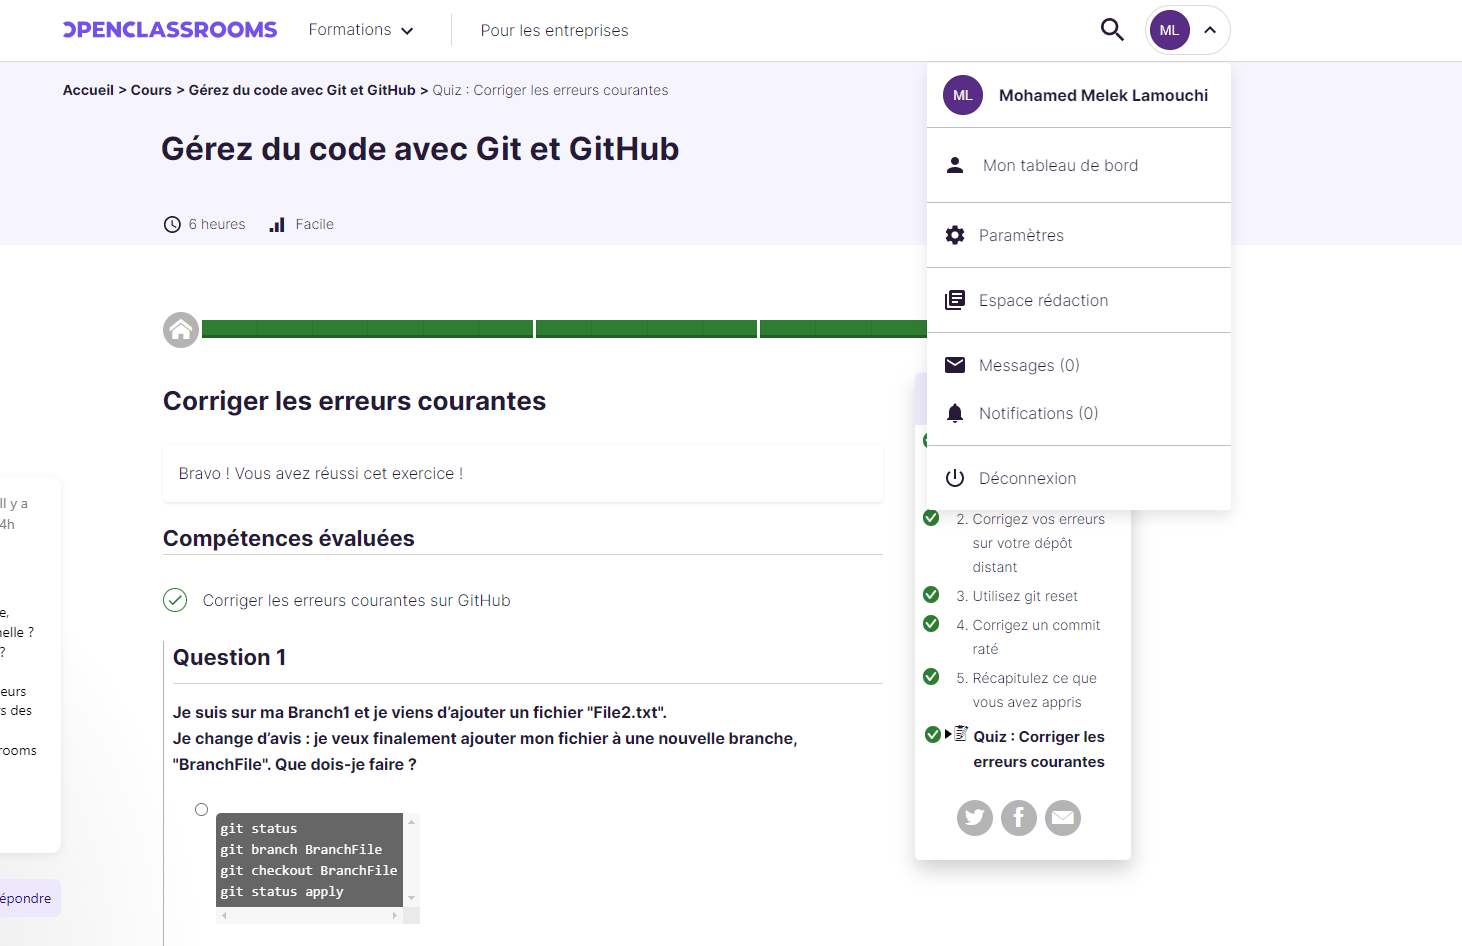 OPENCLASSROOMS
Formations
Pour les entreprises
ML
Accueil > Cours > Gérez du code avec Git et GitHub > Quiz : Corriger les erreurs courantes
Gérez du code avec Git et GitHub
6 heures
Facile
ML
Mohamed Melek Lamouchi
Mon tableau de bord
Paramètres
Espace rédaction
Messages (0)
Notifications (0)
Déconnexion
Corriger les erreurs courantes
Bravo ! Vous avez réussi cet exercice !
Compétences évaluées
Corriger les erreurs courantes sur GitHub
Question 1
Je suis sur ma Branch1 et je viens d’ajouter un fichier "File2.txt".
Je change d’avis : je veux finalement ajouter mon fichier à une nouvelle branche,
"BranchFile". Que dois-je faire ?
git status
git branch BranchFile
git checkout BranchFile
git status apply
2. Corrigez vos erreurs
sur votre dépôt
distant
3. Utilisez git reset
4. Corrigez un commit
raté
5. Récapitulez ce que
vous avez appris
Quiz : Corriger les
erreurs courantes
Il y a
4h
e,
nelle ?
?
eurs
s des
rooms
épondre